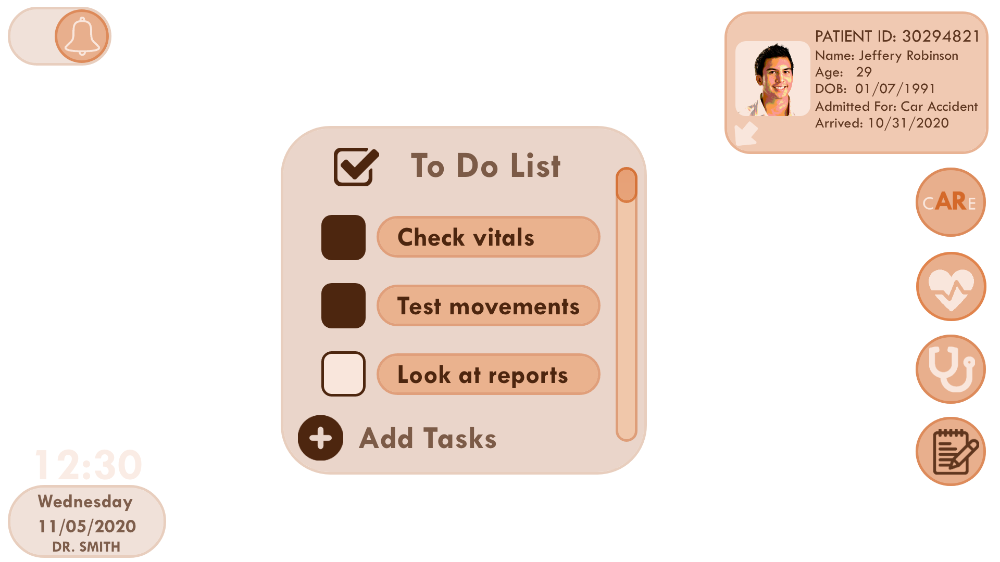 PATIENT ID: 30294821
Name: Jeffery Robinson
Age: 29
DOB: 01/07/1991
Admitted For: Car Accident
Arrived: 10/31/2020
To Do List
Check vitals
Test movements
Look at reports
Add Tasks
CARE
12:30
Wednesday
11/05/2020
DR. SMITH